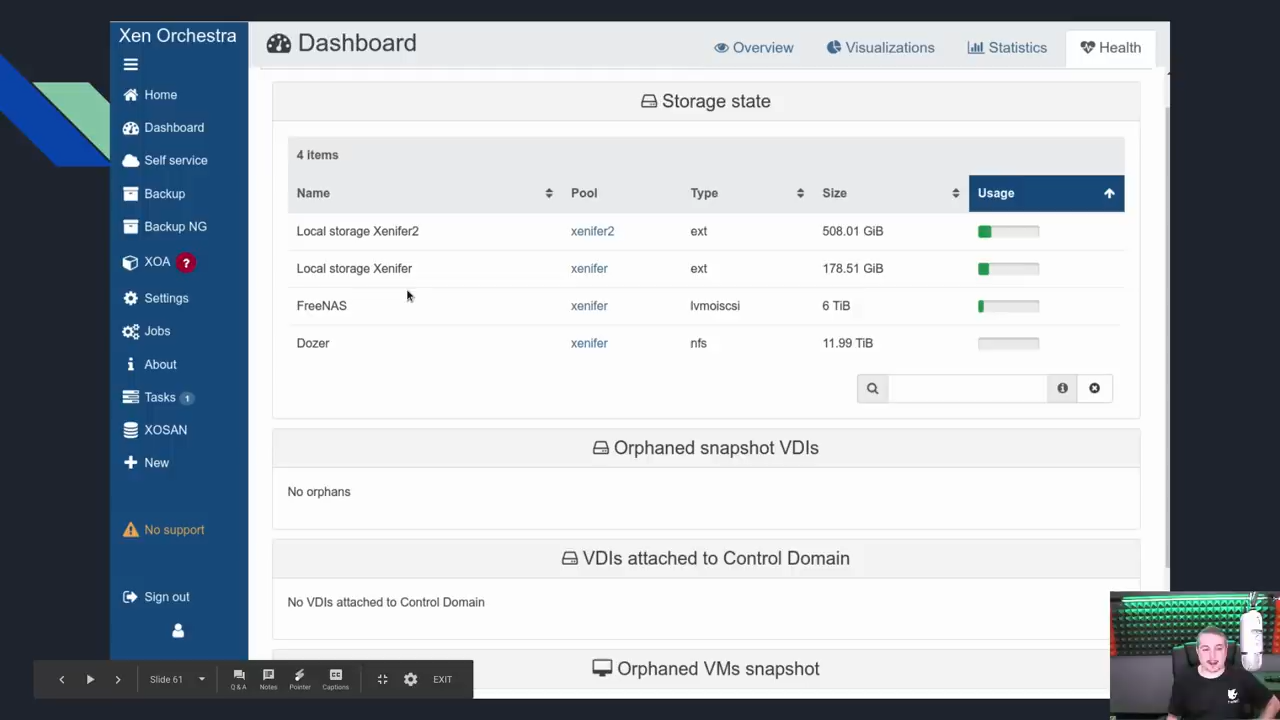 Xen Orchestra
Home
Dashboard
Self service
Backup
Backup NG
XOA ?
Settings
Jobs
About
Tasks 1
XOSAN
New
No support
Sign out
Dashboard
Overview
Visualizations
Statistics
Health
Storage state
4 items
Name Pool Type Size Usage
Local storage Xenifer2 xenifer2 ext 508.01 GiB
Local storage Xenifer xenifer ext 178.51 GiB
FreeNAS xenifer lvmoiscsi 6 TiB
Dozer xenifer nfs 11.99 TiB
Orphaned snapshot VDIs
No orphans
VDIs attached to Control Domain
No VDIs attached to Control Domain
Orphaned VMs snapshot
Slide 61
Q & A
Notes
Pointer
CC
Captions
EXIT